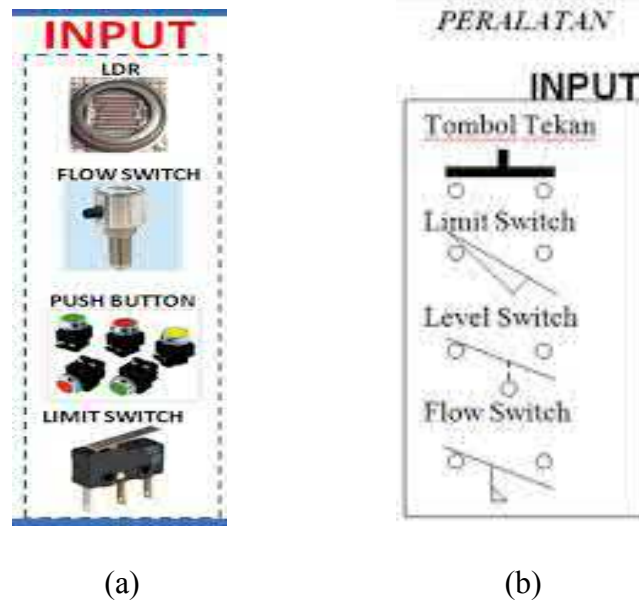 INPUT
LDR
FLOW SWITCH
PUSH BUTTON
LIMIT SWITCH
(a)
PERALATAN
INPUT
Tombol Tekan
Limit Switch
Level Switch
Flow Switch
(b)